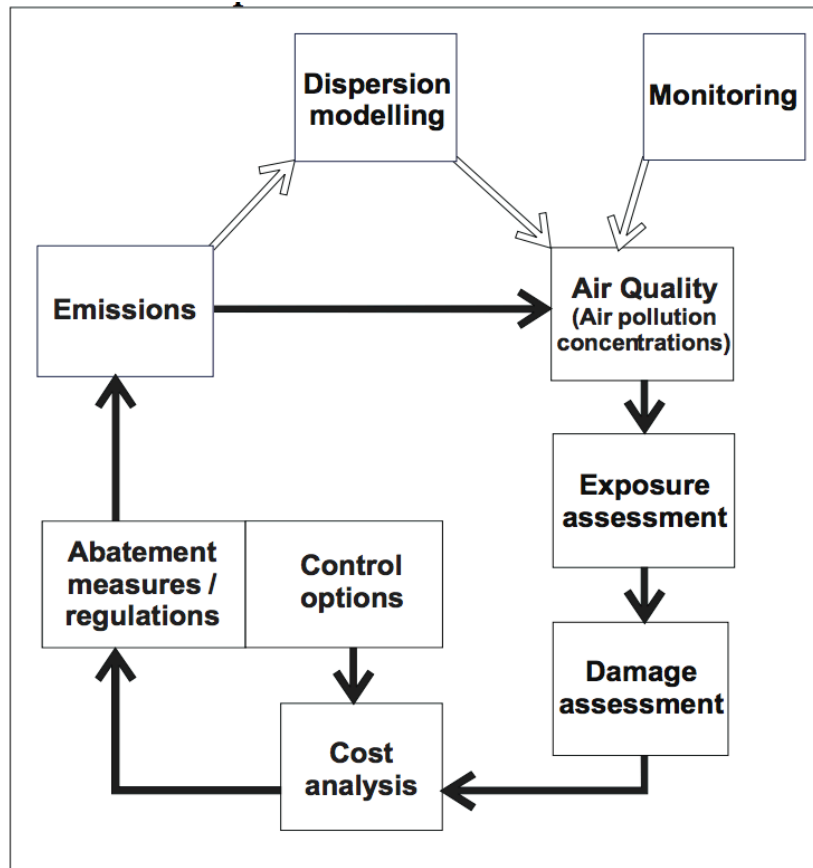 Dispersion
modelling
Monitoring
Emissions
Air Quality
(Air pollution
concentrations)
Exposure
assessment
Abatement
measures /
regulations
Control
options
Damage
assessment
Cost
analysis